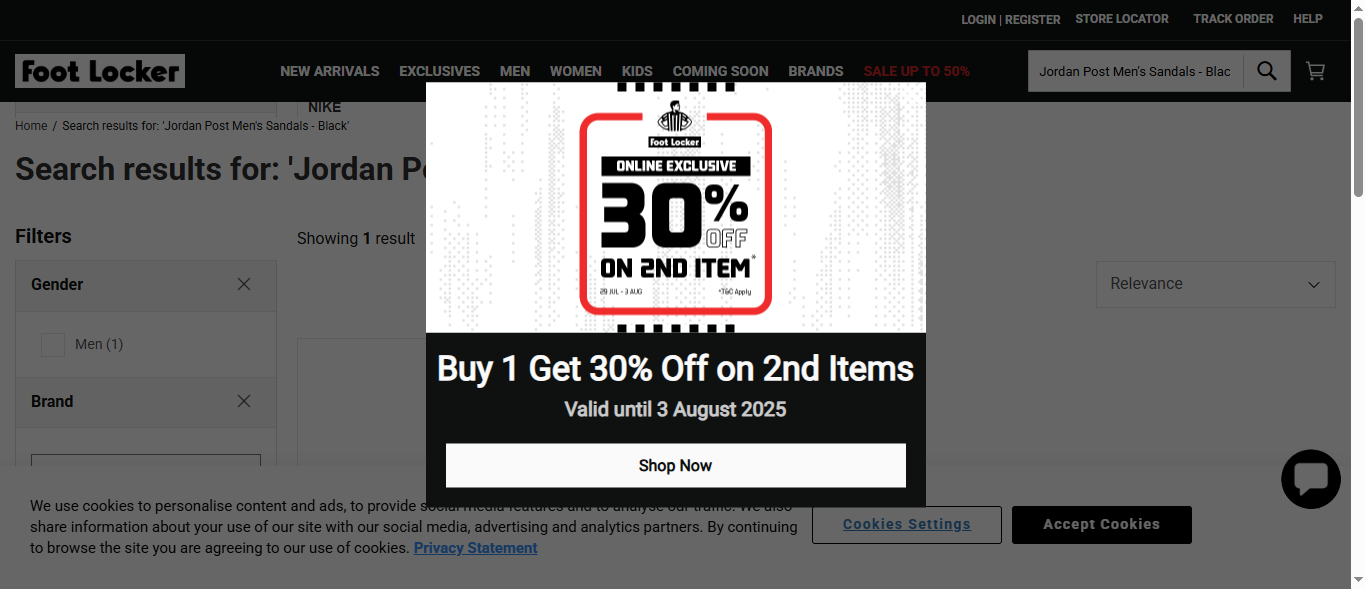 LOGIN | REGISTER STORE LOCATOR TRACK ORDER HELP
Foot Locker
NEW ARRIVALS EXCLUSIVES MEN WOMEN KIDS COMING SOON BRANDS SALE UP TO 50%
Jordan Post Men's Sandals - Blac
NIKE
Home / Search results for: 'Jordan Post Men's Sandals - Black'
Search results for: 'Jordan P
Filters
Showing 1 result
Gender
Relevance
Men (1)
Brand
Foot Locker
ONLINE EXCLUSIVE
30%
OFF
ON 2ND ITEM*
29 JUL - 3 AUG *T&C Apply
Buy 1 Get 30% Off on 2nd Items
Valid until 3 August 2025
Shop Now
We use cookies to personalise content and ads, to provide social media features and to analyse our traffic. We also
share information about your use of our site with our social media, advertising and analytics partners. By continuing
to browse the site you are agreeing to our use of cookies. Privacy Statement
Cookies Settings
Accept Cookies